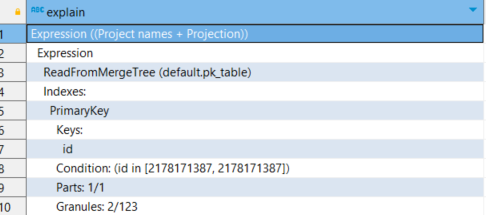 ABC explain
1 Expression ((Project names + Projection))
2 Expression
3 ReadFromMergeTree (default.pk_table)
4 Indexes:
5 PrimaryKey
6 Keys:
7 id
8 Condition: (id in [2178171387, 2178171387])
9 Parts: 1/1
10 Granules: 2/123